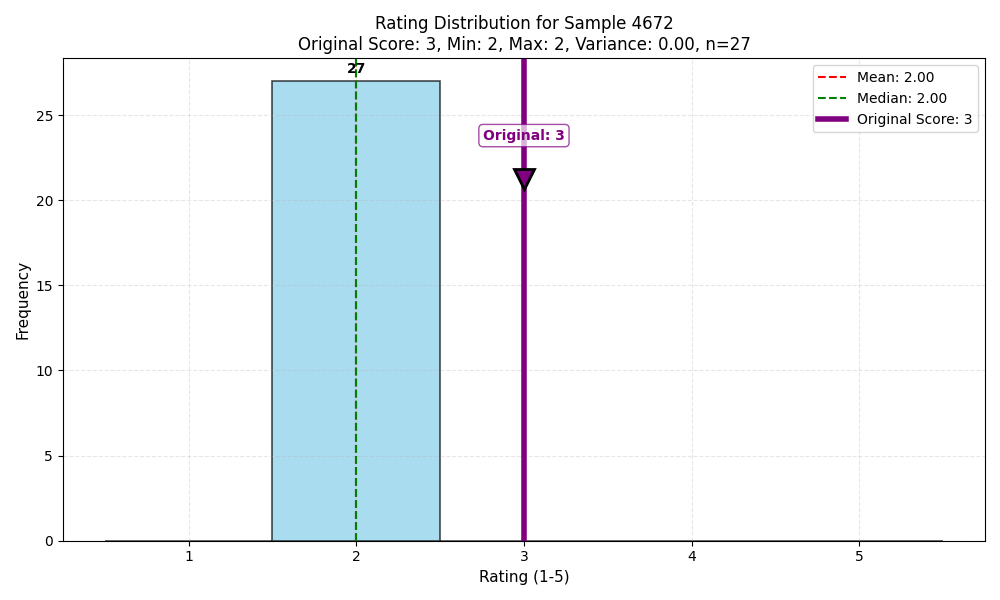 Rating Distribution for Sample 4672
Original Score: 3, Min: 2, Max: 2, Variance: 0.00, n=27
27
Mean: 2.00
Median: 2.00
Original Score: 3
Original: 3
25
20
15
10
5
0
Frequency
1 2 3 4 5
Rating (1-5)